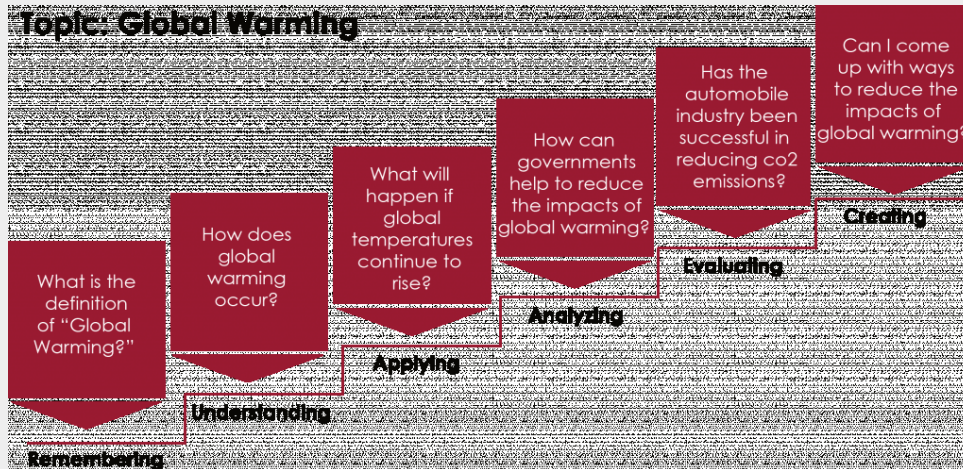 Topic: Global Warming
What is the
definition
of “Global
Warming?”
Remembering
How does
global
warming
occur?
Understanding
What will
happen if
global
temperatures
continue to
rise?
Applying
How can
governments
help to reduce
the impacts of
global warming?
Analyzing
Has the
automobile
industry been
successful in
reducing co2
emissions?
Evaluating
Can I come
up with ways
to reduce the
impacts of
global warming?
Creating